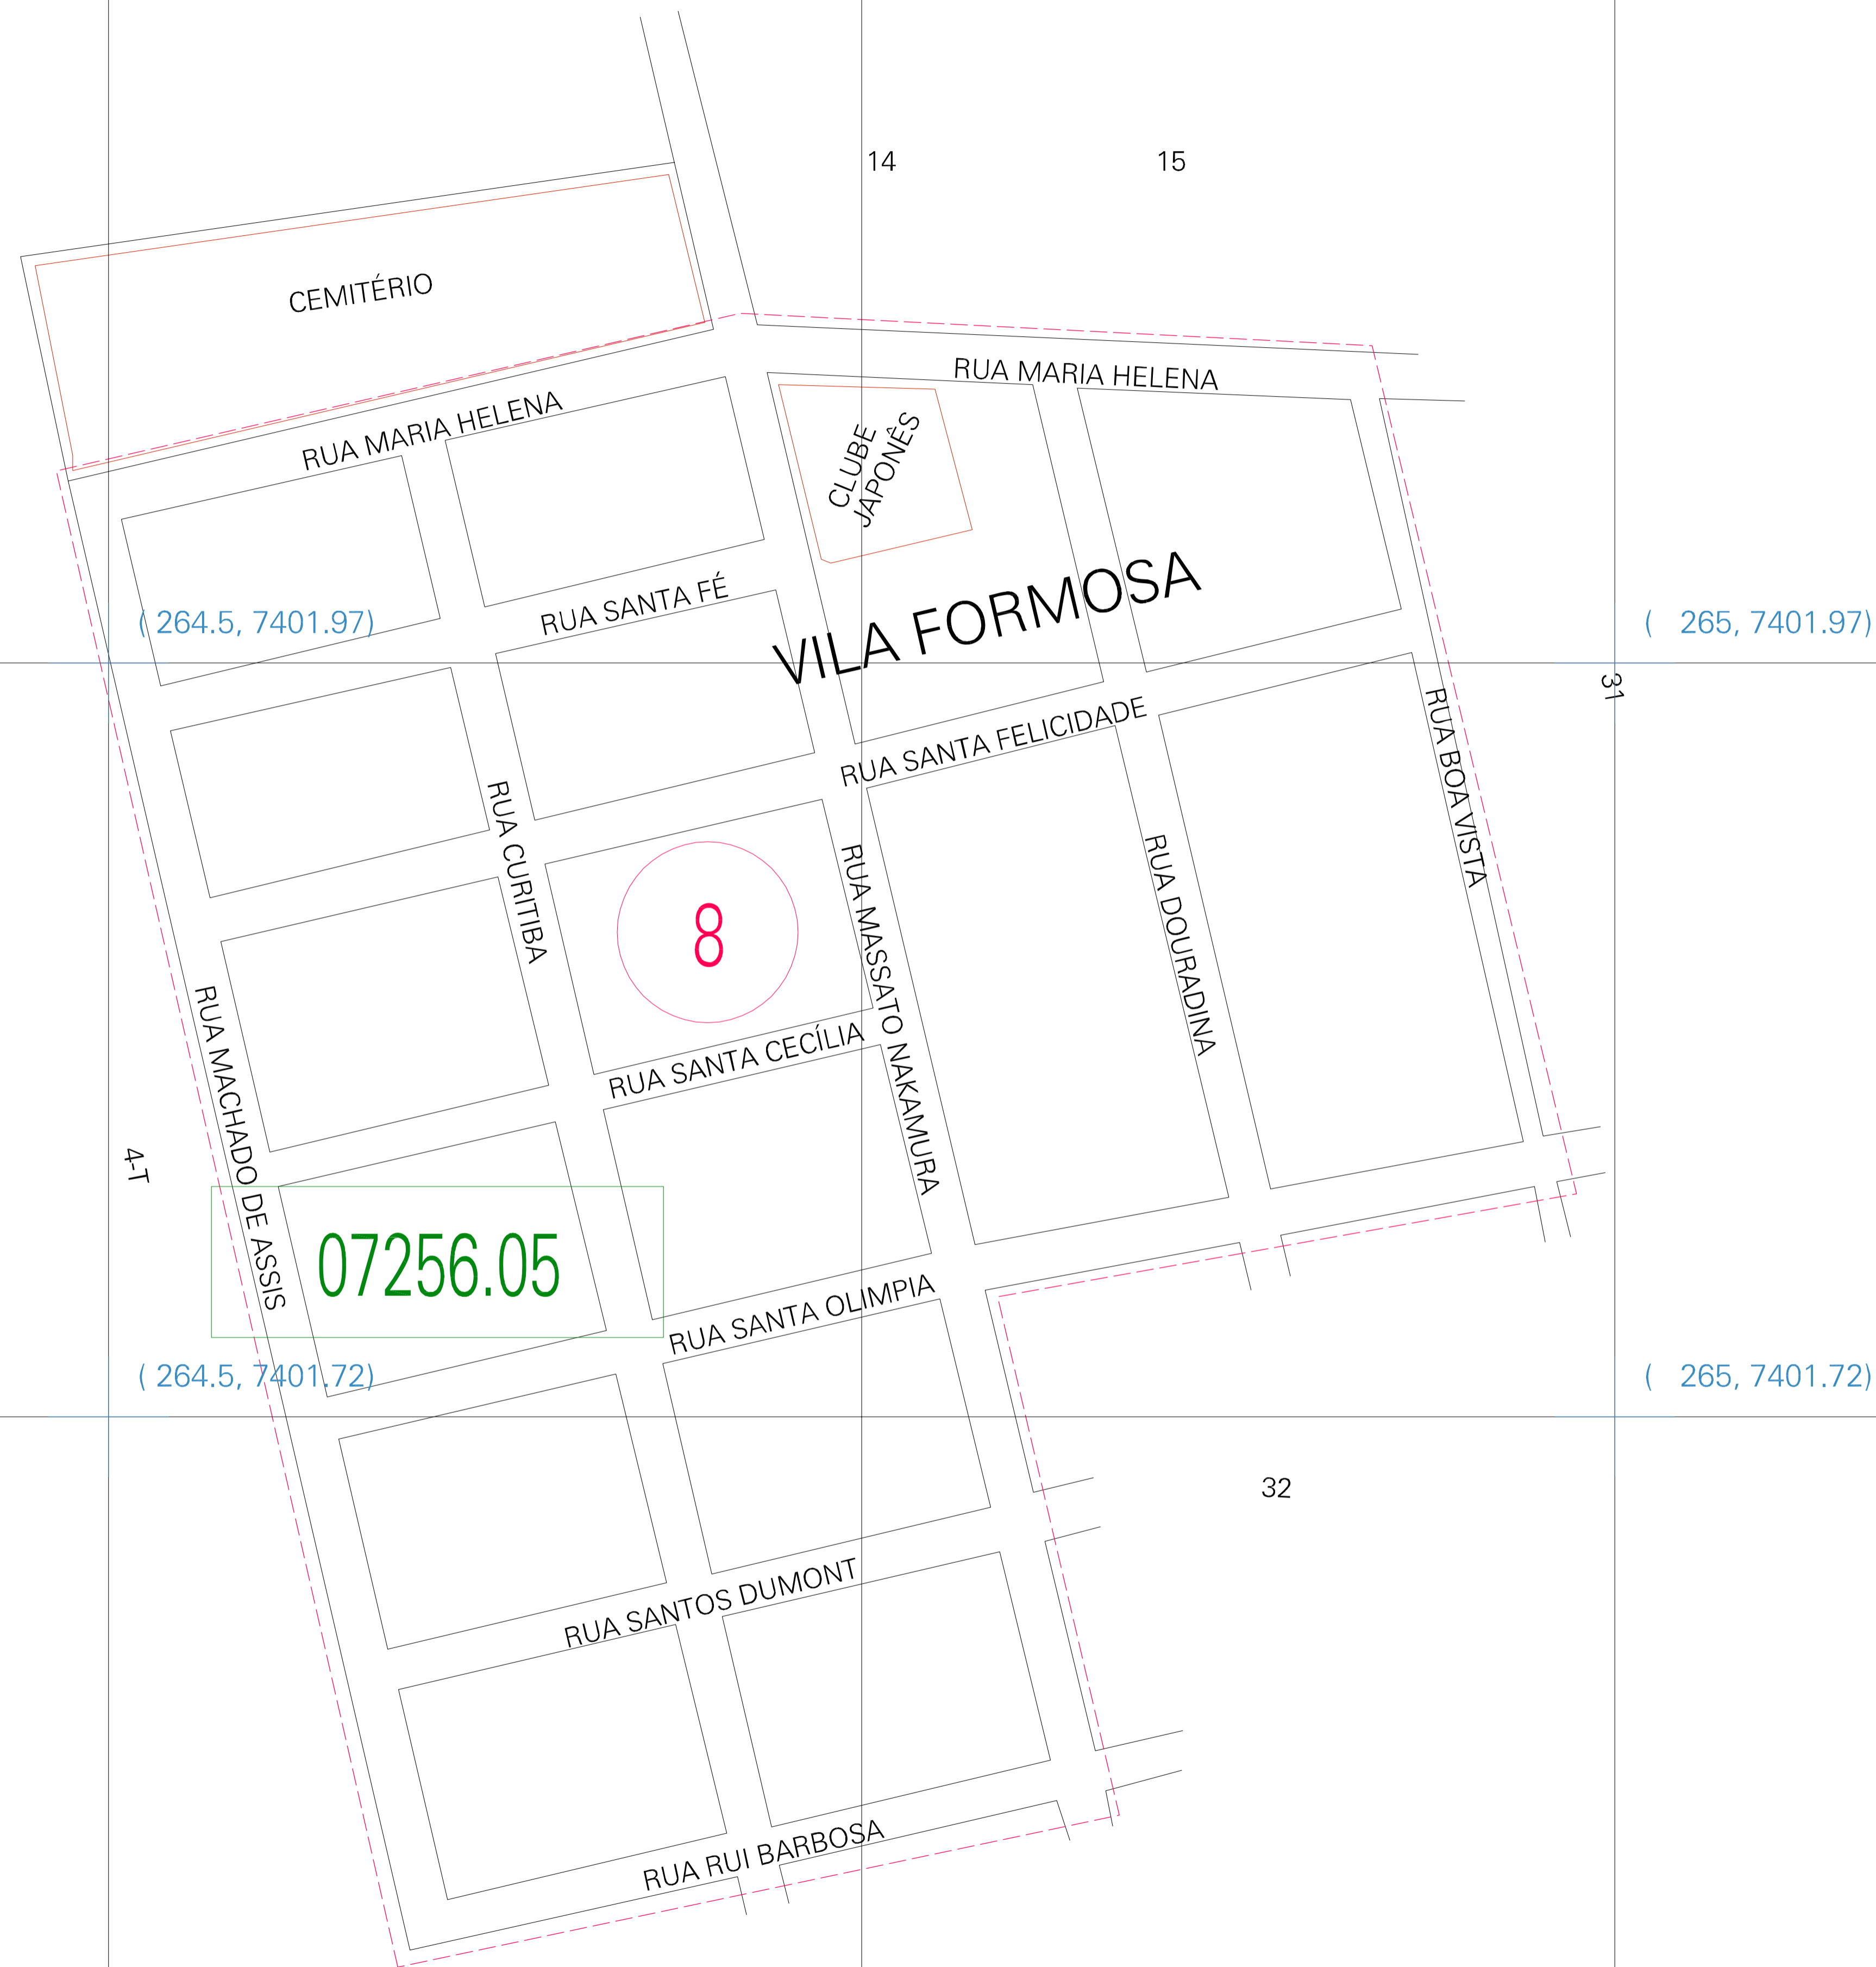 14
15
CEMITÉRIO
RUA MARIA HELENA
RUA MARIA HELENA
CLUBE
JAPONÊS
RUA SANTA FÉ
VILA FORMOSA
( 264.5, 7401.97)
( 265, 7401.97)
31
RUA SANTA FELICIDADE
RUA BOA VISTA
RUA CURITIBA
RUA MASSATO NAKAMURA
RUA DOURADINA
8
RUA MACHADO DE ASSIS
RUA SANTA CECÍLIA
4-T
07256.05
RUA SANTA OLIMPIA
( 264.5, 7401.72)
( 265, 7401.72)
32
RUA SANTOS DUMONT
RUA RUI BARBOSA